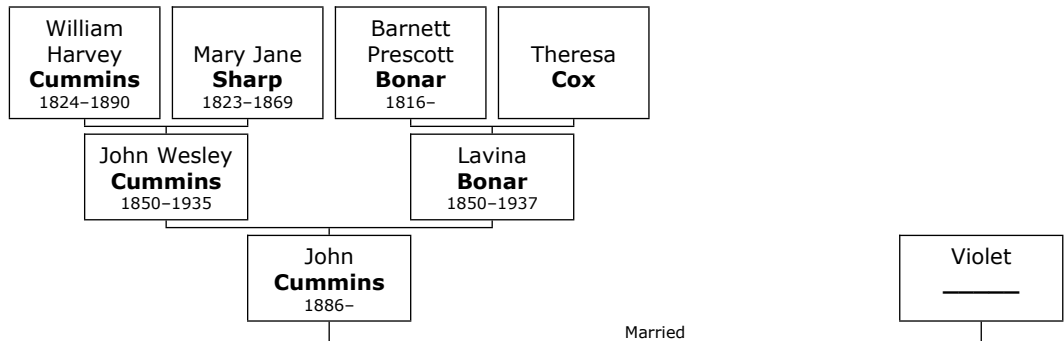 William
Harvey
Cummins
1824–1890
Mary Jane
Sharp
1823–1869
Barnett
Prescott
Bonar
1816–
Theresa
Cox
John Wesley
Cummins
1850–1935
Lavina
Bonar
1850–1937
John
Cummins
1886–
Violet
_____
Married